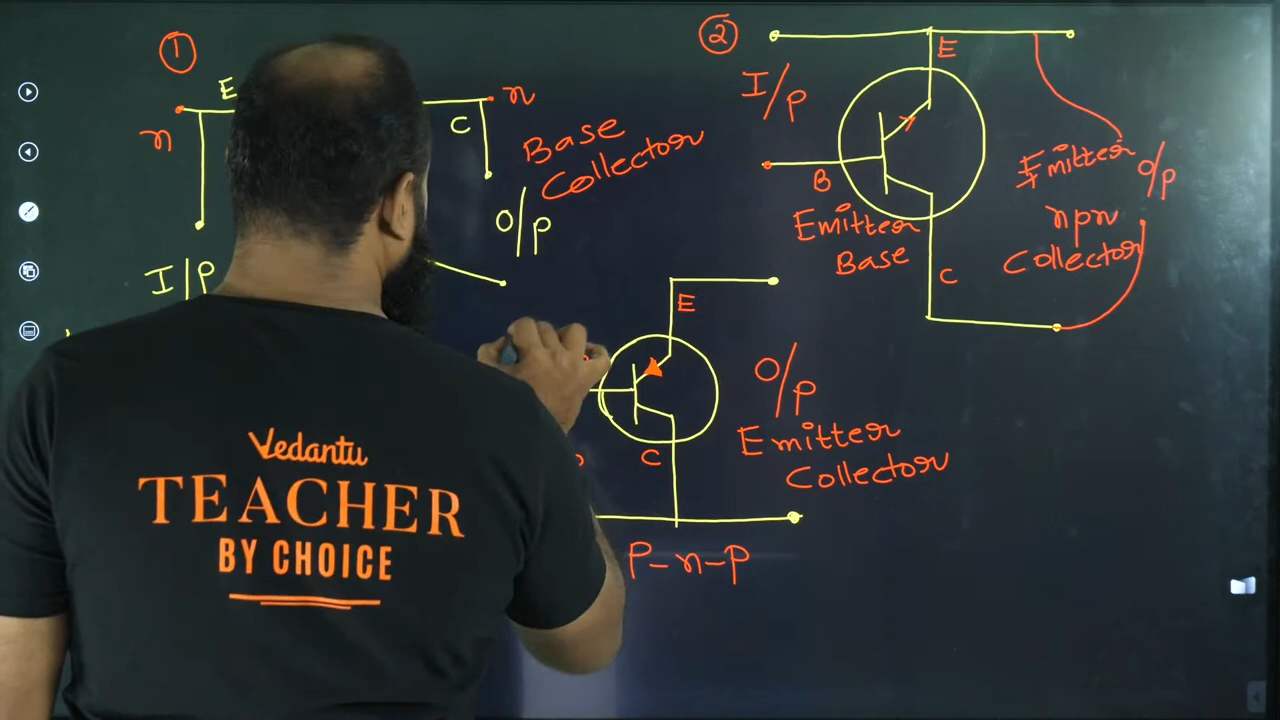 ①
E
n
n
C
Base
Collector
O/P
I/P
②
E
I/P
B
Emitter
Base
C
Emitter
O/P
npn
Collector
E
C
O/P
Emitter
Collector
P-n-P
Vedantu
TEACHER
BY CHOICE